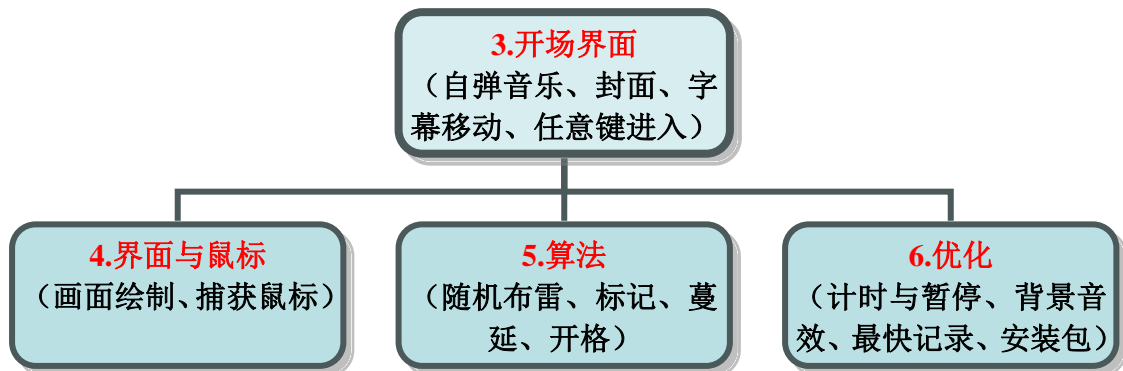 3.开场界面
（自弹音乐、封面、字
幕移动、任意键进入）
4.界面与鼠标
（画面绘制、捕获鼠标）
5.算法
（随机布雷、标记、蔓
延、开格）
6.优化
（计时与暂停、背景音
效、最快记录、安装包）